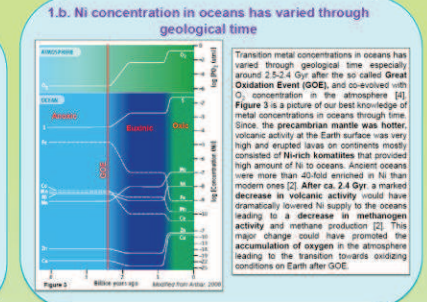 1.b. Ni concentration in oceans has varied through
geological time
ATMOSPHERE
OCEAN
Euxinic
Oxic
GOE
Figure 3
Billion years ago
Modified from Anbar, 2008
Transition metal concentrations in oceans has
varied through geological time especially
around 2.5-2.4 Gyr after the so called Great
Oxidation Event (GOE), and co-evolved with
O2 concentration in the atmosphere [4].
Figure 3 is a picture of our best knowledge of
metal concentrations in oceans through time.
Since, the precambrian mantle was hotter,
volcanic activity at the Earth surface was very
high and erupted lavas on continents mostly
consisted of Ni-rich komatiites that provided
high amount of Ni to oceans. Ancient oceans
were more than 40-fold enriched in Ni than
modern ones [2]. After ca. 2.4 Gyr, a marked
decrease in volcanic activity would have
dramatically lowered Ni supply to the oceans
leading to a decrease in methanogen
activity and methane production [2]. This
major change could have promoted the
accumulation of oxygen in the atmosphere
leading to the transition towards oxidizing
conditions on Earth after GOE.